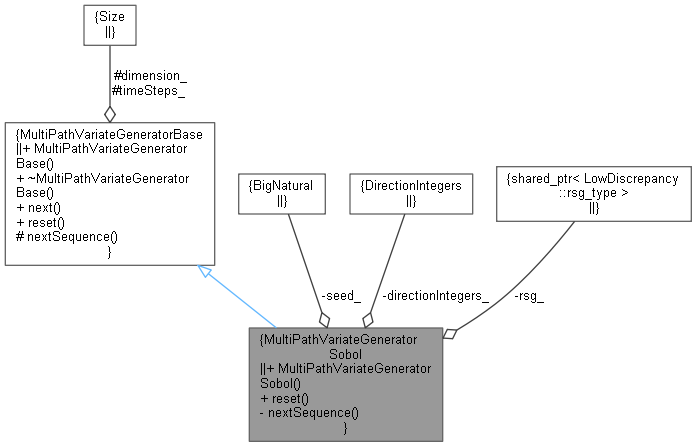 {Size
||}
#dimension_
#timeSteps_
{MultiPathVariateGeneratorBase
||+ MultiPathVariateGenerator
Base()
+ ~MultiPathVariateGenerator
Base()
+ next()
+ reset()
# nextSequence()
}
{BigNatural
||}
{DirectionIntegers
||}
{shared_ptr< LowDiscrepancy
::rsg_type >
||}
-seed_
-directionIntegers_
-rsg_
{MultiPathVariateGenerator
Sobol
||+ MultiPathVariateGenerator
Sobol()
+ reset()
- nextSequence()
}